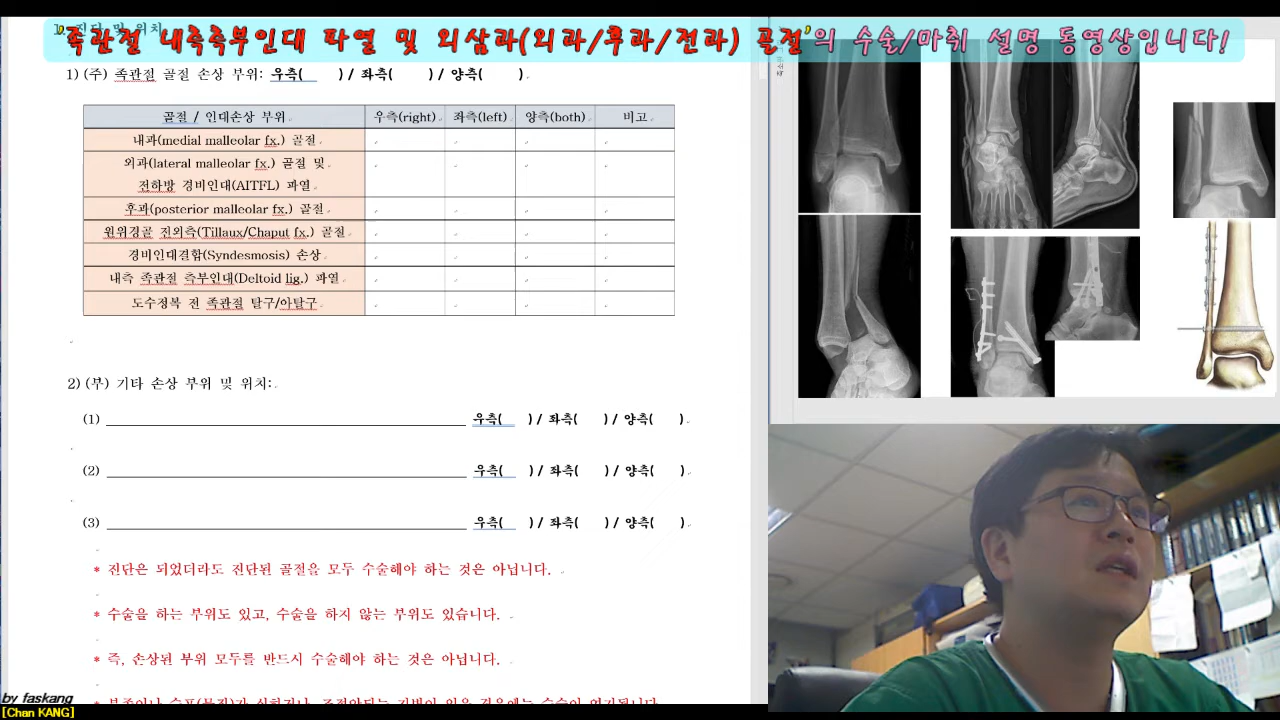 '족관절 내측측부인대 파열 및 외삼과(외과/후과/전과) 골절'의 수술/마취 설명 동영상입니다!
1) (주) 족관절 골절 손상 부위: 우측( ) / 좌측( ) / 양측( )
골절 / 인대손상 부위 우측(right) 좌측(left) 양측(both) 비고
내과(medial malleolar fx.) 골절
외과(lateral malleolar fx.) 골절 및
전하방 경비인대(AITFL) 파열
후과(posterior malleolar fx.) 골절
원위경골 전외측(Tillaux/Chaput fx.) 골절
경비인대결합(Syndesmosis) 손상
내측 족관절 측부인대(Deltoid lig.) 파열
도수정복 전 족관절 탈구/아탈구
2) (부) 기타 손상 부위 및 위치:
(1) 우측( ) / 좌측( ) / 양측( )
(2) 우측( ) / 좌측( ) / 양측( )
(3) 우측( ) / 좌측( ) / 양측( )
* 진단은 되었더라도 진단된 골절을 모두 수술해야 하는 것은 아닙니다.
* 수술을 하는 부위도 있고, 수술을 하지 않는 부위도 있습니다.
* 즉, 손상된 부위 모두를 반드시 수술해야 하는 것은 아닙니다.
by faskang
[Chan KANG]